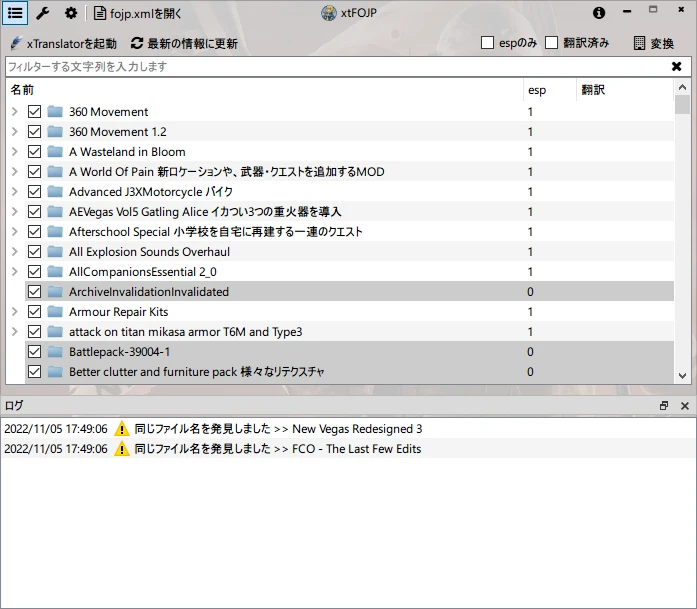 fojp.xmlを開く xtFOJP
xTranslatorを起動 最新の情報に更新 espのみ 翻訳済み 変換
フィルターする文字列を入力します
名前 esp 翻訳
360 Movement 1
360 Movement 1.2 1
A Wasteland in Bloom 1
A World Of Pain 新ロケーションや、武器・クエストを追加するMOD 1
Advanced J3XMotorcycle バイク 1
AEVegas Vol5 Gatling Alice イカつい3つの重火器を導入 1
Afterschool Special 小学校を自宅に再建する一連のクエスト 1
All Explosion Sounds Overhaul 1
AllCompanionsEssential 2_0 1
ArchiveInvalidationInvalidated 0
Armour Repair Kits 1
attack on titan mikasa armor T6M and Type3 1
Battlepack-39004-1 0
Better clutter and furniture pack 様々なリテクスチャ 0
ログ
2022/11/05 17:49:06 同じファイル名を発見しました >> New Vegas Redesigned 3
2022/11/05 17:49:06 同じファイル名を発見しました >> FCO - The Last Few Edits